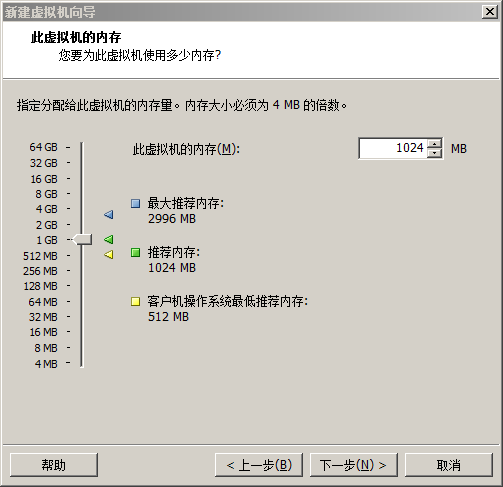 新建虚拟机向导
此虚拟机的内存
您要为此虚拟机使用多少内存?
指定分配给此虚拟机的内存量。内存大小必须为 4 MB 的倍数。
64 GB
32 GB
16 GB
8 GB
4 GB
2 GB
1 GB
512 MB
256 MB
128 MB
64 MB
32 MB
16 MB
8 MB
4 MB
此虚拟机的内存(M):
1024 MB
最大推荐内存:
2996 MB
推荐内存:
1024 MB
客户机操作系统最低推荐内存:
512 MB
帮助
< 上一步(B)
下一步(N) >
取消